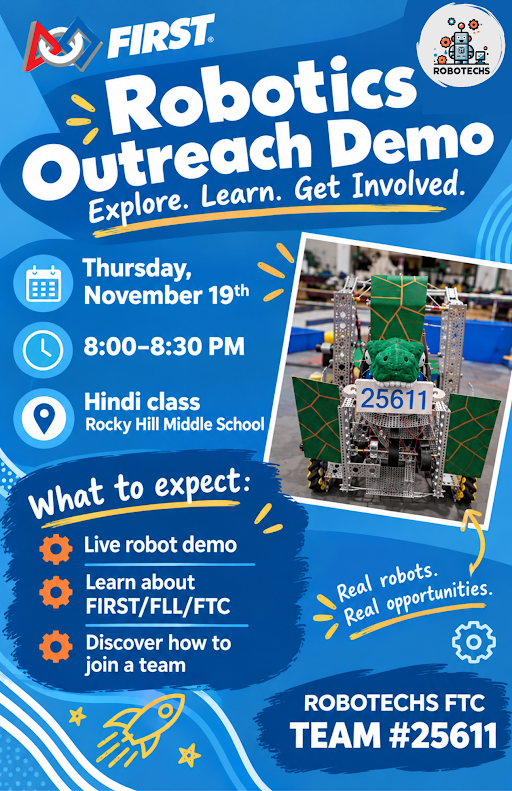 FIRST®
ROBOTECHS
Robotics
Outreach Demo
Explore. Learn. Get Involved.
Thursday,
November 19th
8:00–8:30 PM
Hindi class
Rocky Hill Middle School
25611
What to expect:
Live robot demo
Learn about
FIRST/FLL/FTC
Discover how to
join a team
Real robots.
Real opportunities.
ROBOTECHS FTC
TEAM #25611